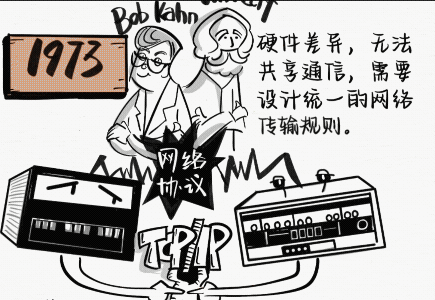 Bob Kahn
1973
硬件差异，无法
共享通信，需要
设计统一的网络
传输规则。
网络
协议
TCP/IP